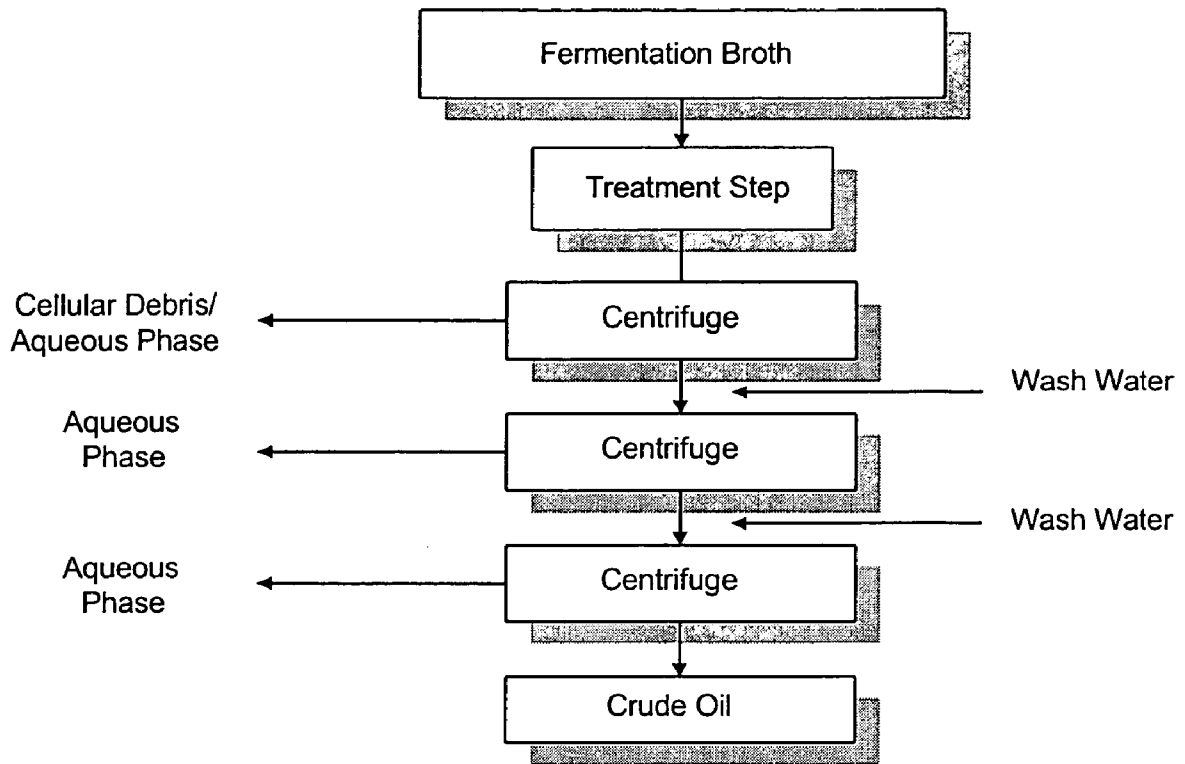 Fermentation Broth
Treatment Step
Cellular Debris/
Aqueous Phase
Centrifuge
Wash Water
Aqueous
Phase
Centrifuge
Wash Water
Aqueous
Phase
Centrifuge
Crude Oil